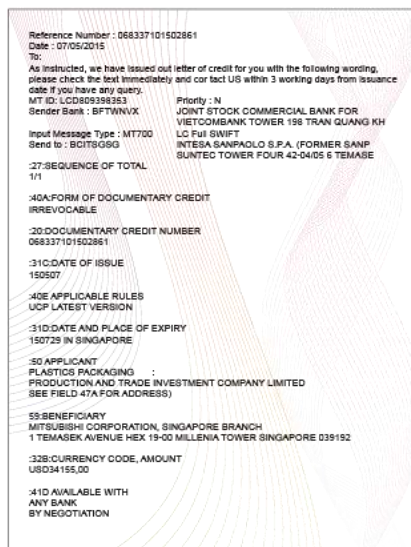 Reference Number : 068337101502861
Date : 07/05/2015
To:
As instructed, we have issued out letter of credit for you with the following wording,
please check the text immediately and cor tact US within 3 working days from issuance
date if you have any query.
MT ID: LCD809398353 Priority : N
Sender Bank : BFTWNVX JOINT STOCK COMMERCIAL BANK FOR
VIETCOMBANK TOWER 198 TRAN QUANG KH
Input Message Type : MT700 LC Full SWIFT
Send to : BCITSGSG INTESA SANPAOLO S.P.A. (FORMER SANP
SUNTEC TOWER FOUR 42-04/05 6 TEMASE
:27:SEQUENCE OF TOTAL
1/1
:40A:FORM OF DOCUMENTARY CREDIT
IRREVOCABLE
:20:DOCUMENTARY CREDIT NUMBER
068337101502861
:31C:DATE OF ISSUE
150507
:40E APPLICABLE RULES
UCP LATEST VERSION
:31D:DATE AND PLACE OF EXPIRY
150729 IN SINGAPORE
:50 APPLICANT
PLASTICS PACKAGING :
PRODUCTION AND TRADE INVESTMENT COMPANY LIMITED
SEE FIELD 47A FOR ADDRESS)
59:BENEFICIARY
MITSUBISHI CORPORATION, SINGAPORE BRANCH
1 TEMASEK AVENUE HEX 19-00 MILLENIA TOWER SINGAPORE 039192
:32B:CURRENCY CODE, AMOUNT
USD34155,00
:41D AVAILABLE WITH
ANY BANK
BY NEGOTIATION